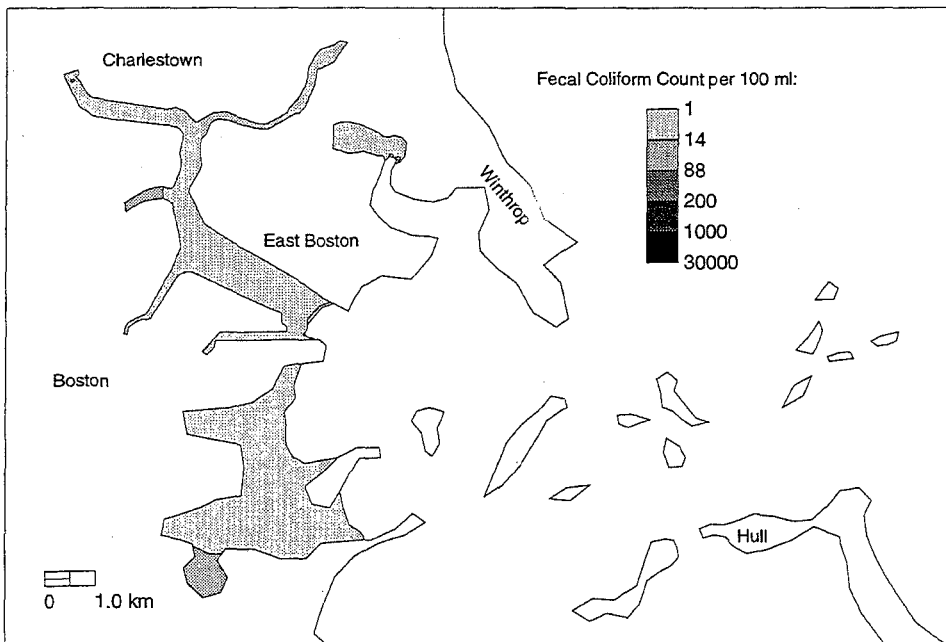 Charlestown
Fecal Coliform Count per 100 ml:
1
14
88
200
1000
30000
Winthrop
East Boston
Boston
Hull
0 1.0 km